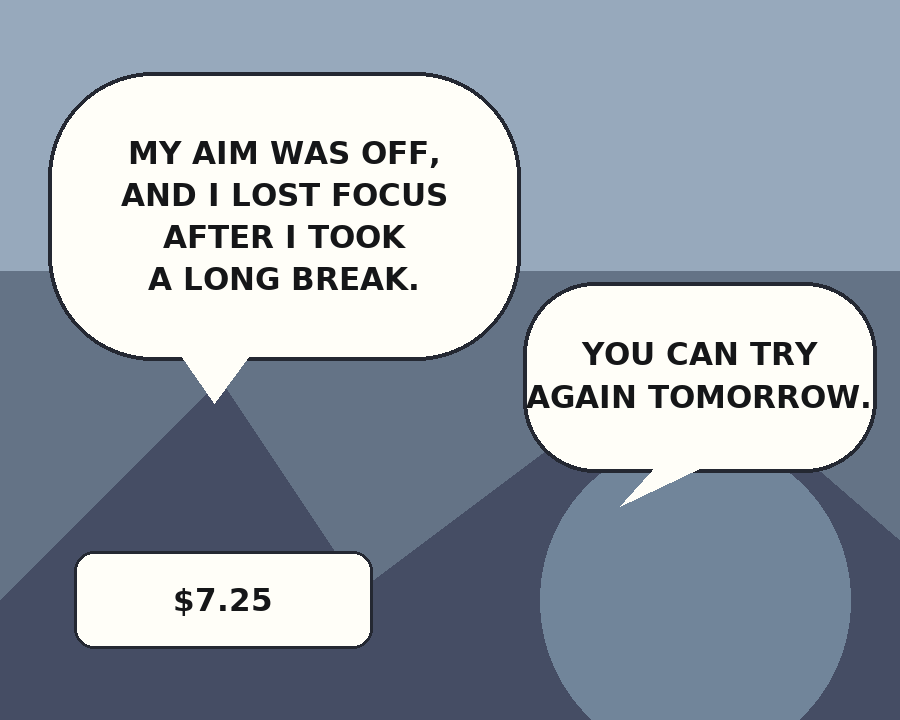 MY AIM WAS OFF,
AND I LOST FOCUS
AFTER I TOOK
A LONG BREAK.
YOU CAN TRY
AGAIN TOMORROW.
$7.25